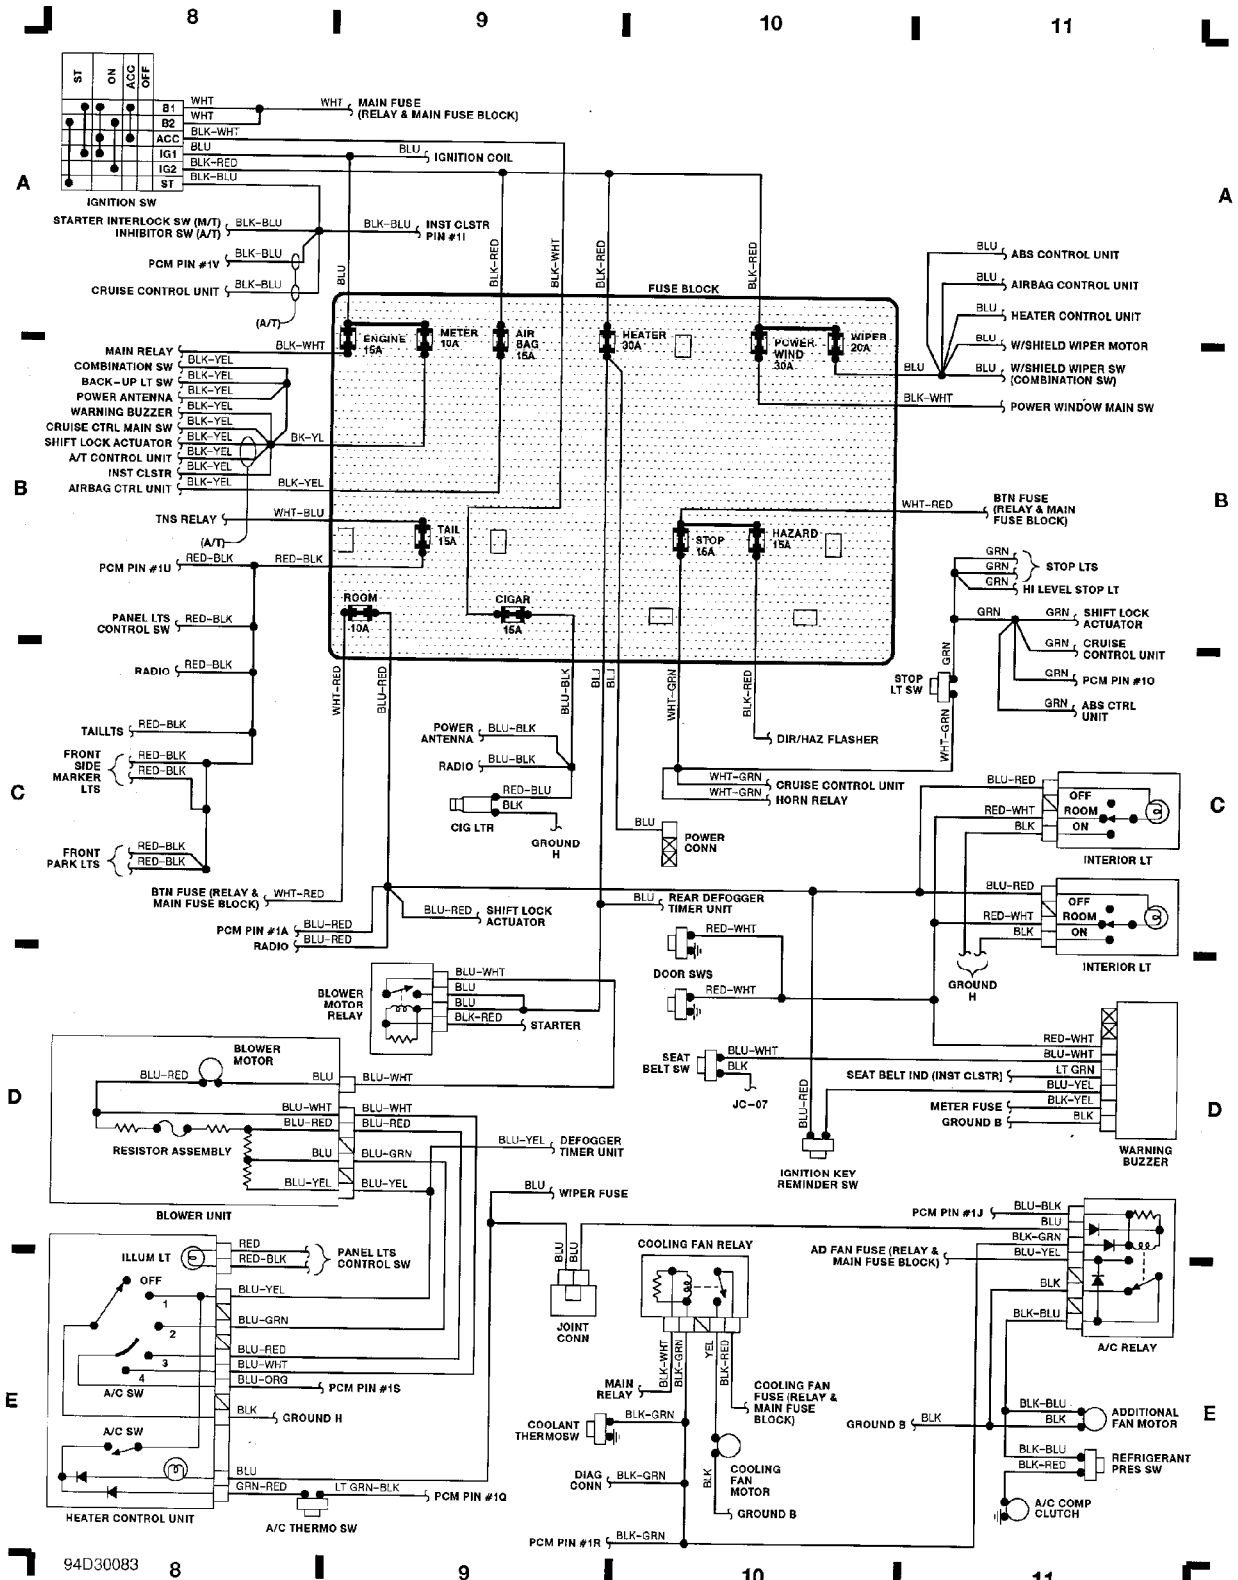 8
9
10
11
ST
ON
ACC
OFF
B1
B2
ACC
IG1
IG2
ST
IGNITION SW
WHT
WHT
BLK-WHT
BLU
BLK-RED
BLK-BLU
WHT
MAIN FUSE
(RELAY & MAIN FUSE BLOCK)
BLU
IGNITION COIL
A
A
STARTER INTERLOCK SW (M/T)
INHIBITOR SW (A/T)
BLK-BLU
BLK-BLU
INST CLSTR
PIN #1I
PCM PIN #1V
BLK-BLU
CRUISE CONTROL UNIT
BLK-BLU
(A/T)
BLU
BLK-RED
BLK-WHT
BLK-RED
BLK-RED
FUSE BLOCK
BLU
ABS CONTROL UNIT
BLU
AIRBAG CONTROL UNIT
BLU
HEATER CONTROL UNIT
BLU
W/SHIELD WIPER MOTOR
BLU
BLU
W/SHIELD WIPER SW
(COMBINATION SW)
BLK-WHT
POWER WINDOW MAIN SW
ENGINE
15A
METER
10A
AIR
BAG
15A
HEATER
30A
POWER
WIND
30A
WIPER
20A
MAIN RELAY
BLK-WHT
COMBINATION SW
BLK-YEL
BACK-UP LT SW
BLK-YEL
POWER ANTENNA
BLK-YEL
WARNING BUZZER
BLK-YEL
CRUISE CTRL MAIN SW
BLK-YEL
SHIFT LOCK ACTUATOR
BLK-YEL
BK-YL
A/T CONTROL UNIT
BLK-YEL
INST CLSTR
BLK-YEL
AIRBAG CTRL UNIT
BLK-YEL
BLK-YEL
B
B
TNS RELAY
WHT-BLU
(A/T)
TAIL
15A
STOP
15A
HAZARD
15A
WHT-RED
BTN FUSE
(RELAY & MAIN
FUSE BLOCK)
PCM PIN #1U
RED-BLK
RED-BLK
ROOM
10A
CIGAR
15A
GRN
GRN
STOP LTS
GRN
HI LEVEL STOP LT
GRN
GRN
SHIFT LOCK
ACTUATOR
GRN
CRUISE
CONTROL UNIT
GRN
PCM PIN #1O
GRN
ABS CTRL
UNIT
GRN
STOP
LT SW
WHT-GRN
PANEL LTS
CONTROL SW
RED-BLK
RADIO
RED-BLK
TAILLTS
RED-BLK
FRONT
SIDE
MARKER
LTS
RED-BLK
RED-BLK
FRONT
PARK LTS
RED-BLK
RED-BLK
WHT-RED
BLU-RED
BLU-BLK
BLU
BLU
WHT-GRN
BLK-RED
POWER
ANTENNA
BLU-BLK
RADIO
BLU-BLK
CIG LTR
RED-BLU
BLK
GROUND
H
DIR/HAZ FLASHER
WHT-GRN
CRUISE CONTROL UNIT
WHT-GRN
HORN RELAY
BLU
POWER
CONN
C
C
BLU-RED
RED-WHT
BLK
OFF
ROOM
ON
INTERIOR LT
BLU-RED
RED-WHT
BLK
OFF
ROOM
ON
INTERIOR LT
GROUND
H
BTN FUSE (RELAY &
MAIN FUSE BLOCK)
WHT-RED
PCM PIN #1A
BLU-RED
RADIO
BLU-RED
BLU-RED
SHIFT LOCK
ACTUATOR
BLU
REAR DEFOGGER
TIMER UNIT
RED-WHT
DOOR SWS
RED-WHT
BLOWER
MOTOR
RELAY
BLU-WHT
BLU
BLU
BLK-RED
STARTER
SEAT
BELT SW
BLU-WHT
BLK
JC-07
RED-WHT
BLU-WHT
SEAT BELT IND (INST CLSTR)
LT GRN
BLU-YEL
METER FUSE
BLK-YEL
GROUND B
BLK
WARNING
BUZZER
BLU-RED
IGNITION KEY
REMINDER SW
D
D
BLOWER
MOTOR
BLU-RED
BLU
BLU-WHT
BLU-WHT
BLU-WHT
BLU-RED
BLU-RED
RESISTOR ASSEMBLY
BLU
BLU-GRN
BLU-YEL
BLU-YEL
BLOWER UNIT
BLU-YEL
DEFOGGER
TIMER UNIT
BLU
WIPER FUSE
BLU
BLU
JOINT
CONN
COOLING FAN RELAY
PCM PIN #1J
BLU-BLK
BLU
BLK-GRN
AD FAN FUSE (RELAY &
MAIN FUSE BLOCK)
BLU-YEL
BLK
BLK-BLU
A/C RELAY
ILLUM LT
RED
RED-BLK
PANEL LTS
CONTROL SW
OFF
1
2
3
4
A/C SW
BLU-YEL
BLU-GRN
BLU-RED
BLU-WHT
BLU-ORG
PCM PIN #1S
BLK
GROUND H
A/C SW
BLU
GRN-RED
LT GRN-BLK
PCM PIN #1Q
A/C THERMO SW
HEATER CONTROL UNIT
E
E
BLK-WHT
BLK-GRN
YEL
BLK-RED
MAIN
RELAY
COOLING FAN
FUSE (RELAY &
MAIN FUSE
BLOCK)
COOLANT
THERMOSW
BLK-GRN
DIAG
CONN
BLK-GRN
BLK
COOLING
FAN
MOTOR
GROUND B
PCM PIN #1R
BLK-GRN
GROUND B
BLK
BLK-BLU
BLK
ADDITIONAL
FAN MOTOR
BLK-BLU
BLK-RED
REFRIGERANT
PRES SW
A/C COMP
CLUTCH
94D30083
8
9
10
11